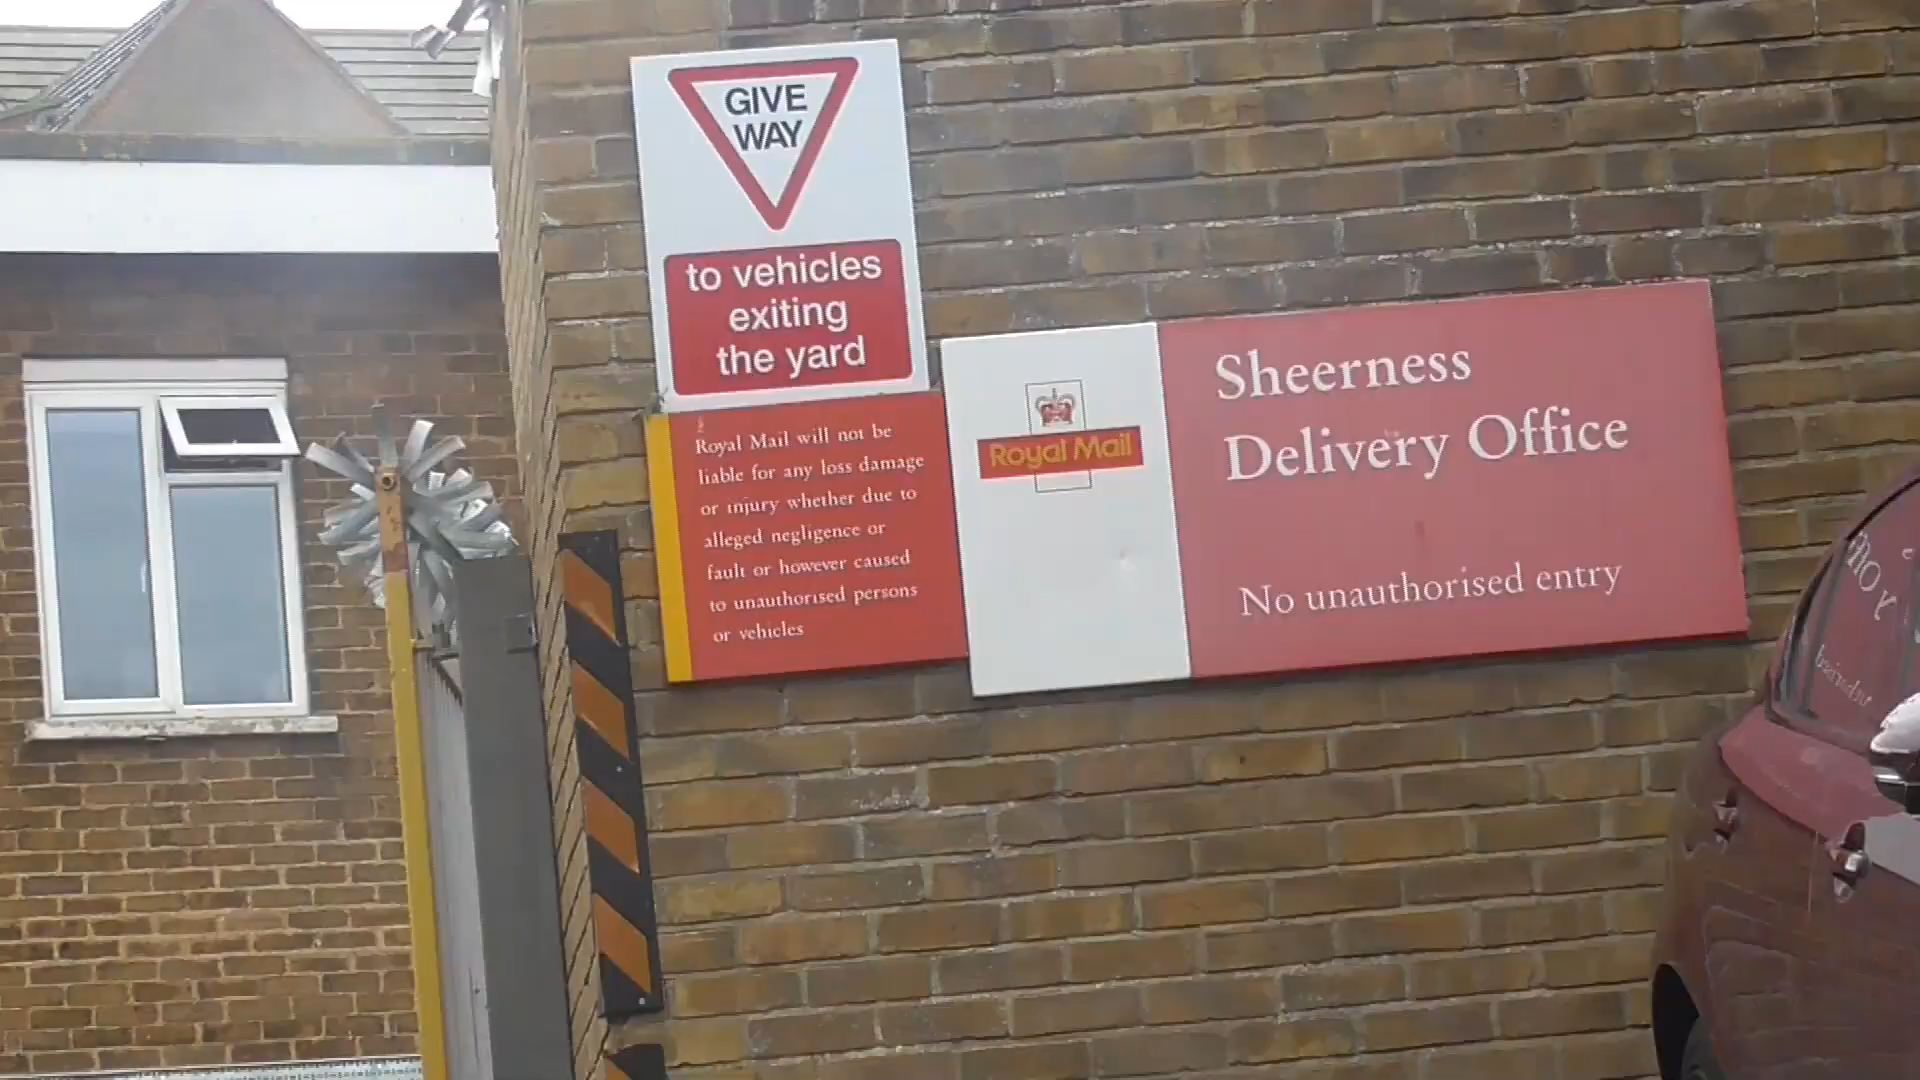 GIVE
WAY
to vehicles
exiting
the yard
Royal Mail will not be
liable for any loss damage
or injury whether due to
alleged negligence or
fault or however caused
to unauthorised persons
or vehicles
Royal Mail
Sheerness
Delivery Office
No unauthorised entry